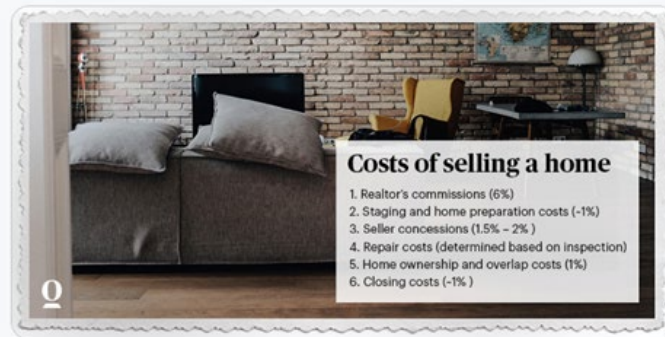 Costs of selling a home
1. Realtor's commissions (6%)
2. Staging and home preparation costs (-1%)
3. Seller concessions (1.5% – 2% )
4. Repair costs (determined based on inspection)
5. Home ownership and overlap costs (1%)
6. Closing costs (-1% )